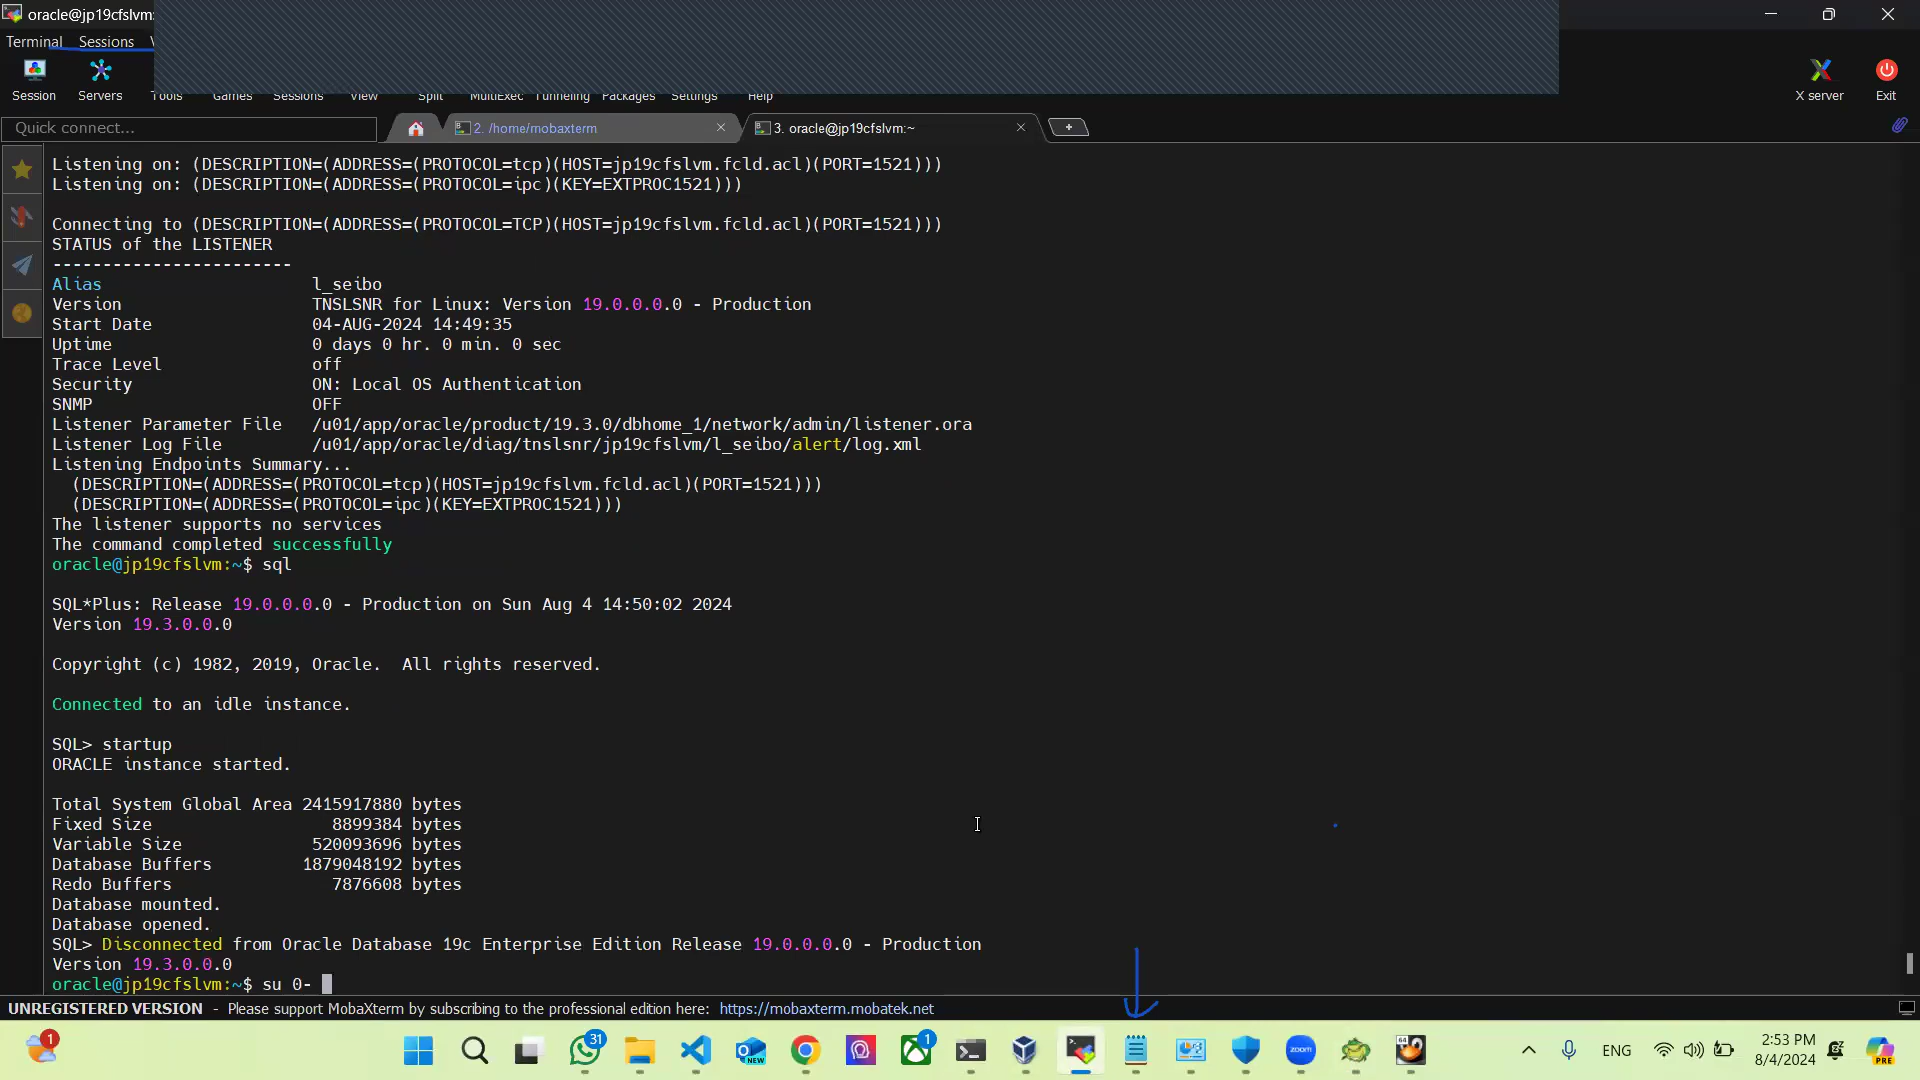 oracle@jp19cfslvm:
Terminal Sessions
Session Servers Tools Games Sessions View Split MultiExec Tunneling Packages Settings Help X server Exit
Quick connect... 2. /home/mobaxterm 3. oracle@jp19cfslvm:~
Listening on: (DESCRIPTION=(ADDRESS=(PROTOCOL=tcp)(HOST=jp19cfslvm.fcld.acl)(PORT=1521)))
Listening on: (DESCRIPTION=(ADDRESS=(PROTOCOL=ipc)(KEY=EXTPROC1521)))
Connecting to (DESCRIPTION=(ADDRESS=(PROTOCOL=TCP)(HOST=jp19cfslvm.fcld.acl)(PORT=1521)))
STATUS of the LISTENER
------------------------
Alias l_seibo
Version TNSLSNR for Linux: Version 19.0.0.0.0 - Production
Start Date 04-AUG-2024 14:49:35
Uptime 0 days 0 hr. 0 min. 0 sec
Trace Level off
Security ON: Local OS Authentication
SNMP OFF
Listener Parameter File /u01/app/oracle/product/19.3.0/dbhome_1/network/admin/listener.ora
Listener Log File /u01/app/oracle/diag/tnslsnr/jp19cfslvm/l_seibo/alert/log.xml
Listening Endpoints Summary...
(DESCRIPTION=(ADDRESS=(PROTOCOL=tcp)(HOST=jp19cfslvm.fcld.acl)(PORT=1521)))
(DESCRIPTION=(ADDRESS=(PROTOCOL=ipc)(KEY=EXTPROC1521)))
The listener supports no services
The command completed successfully
oracle@jp19cfslvm:~$ sql
SQL*Plus: Release 19.0.0.0.0 - Production on Sun Aug 4 14:50:02 2024
Version 19.3.0.0.0
Copyright (c) 1982, 2019, Oracle. All rights reserved.
Connected to an idle instance.
SQL> startup
ORACLE instance started.
Total System Global Area 2415917880 bytes
Fixed Size 8899384 bytes
Variable Size 520093696 bytes
Database Buffers 1879048192 bytes
Redo Buffers 7876608 bytes
Database mounted.
Database opened.
SQL> Disconnected from Oracle Database 19c Enterprise Edition Release 19.0.0.0.0 - Production
Version 19.3.0.0.0
oracle@jp19cfslvm:~$ su 0-
UNREGISTERED VERSION - Please support MobaXterm by subscribing to the professional edition here: https://mobaxterm.mobatek.net
1 31 NEW 1 zoom 64 ENG 2:53 PM PRE
8/4/2024